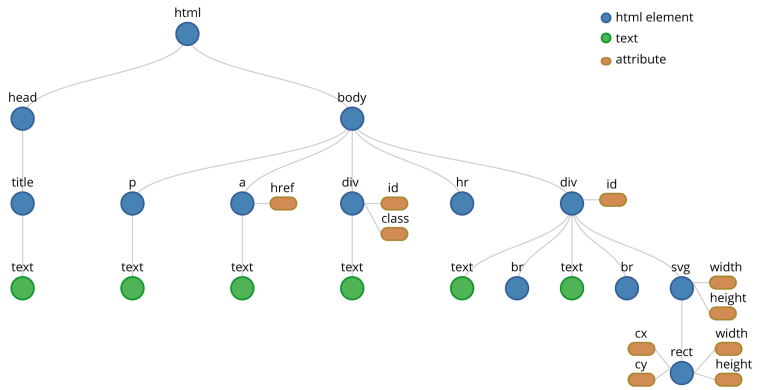 html
html element
text
attribute
head
body
title
p
a
href
div
id
class
hr
div
id
text
text
text
text
text
br
text
br
svg
width
height
cx
cy
rect
width
height